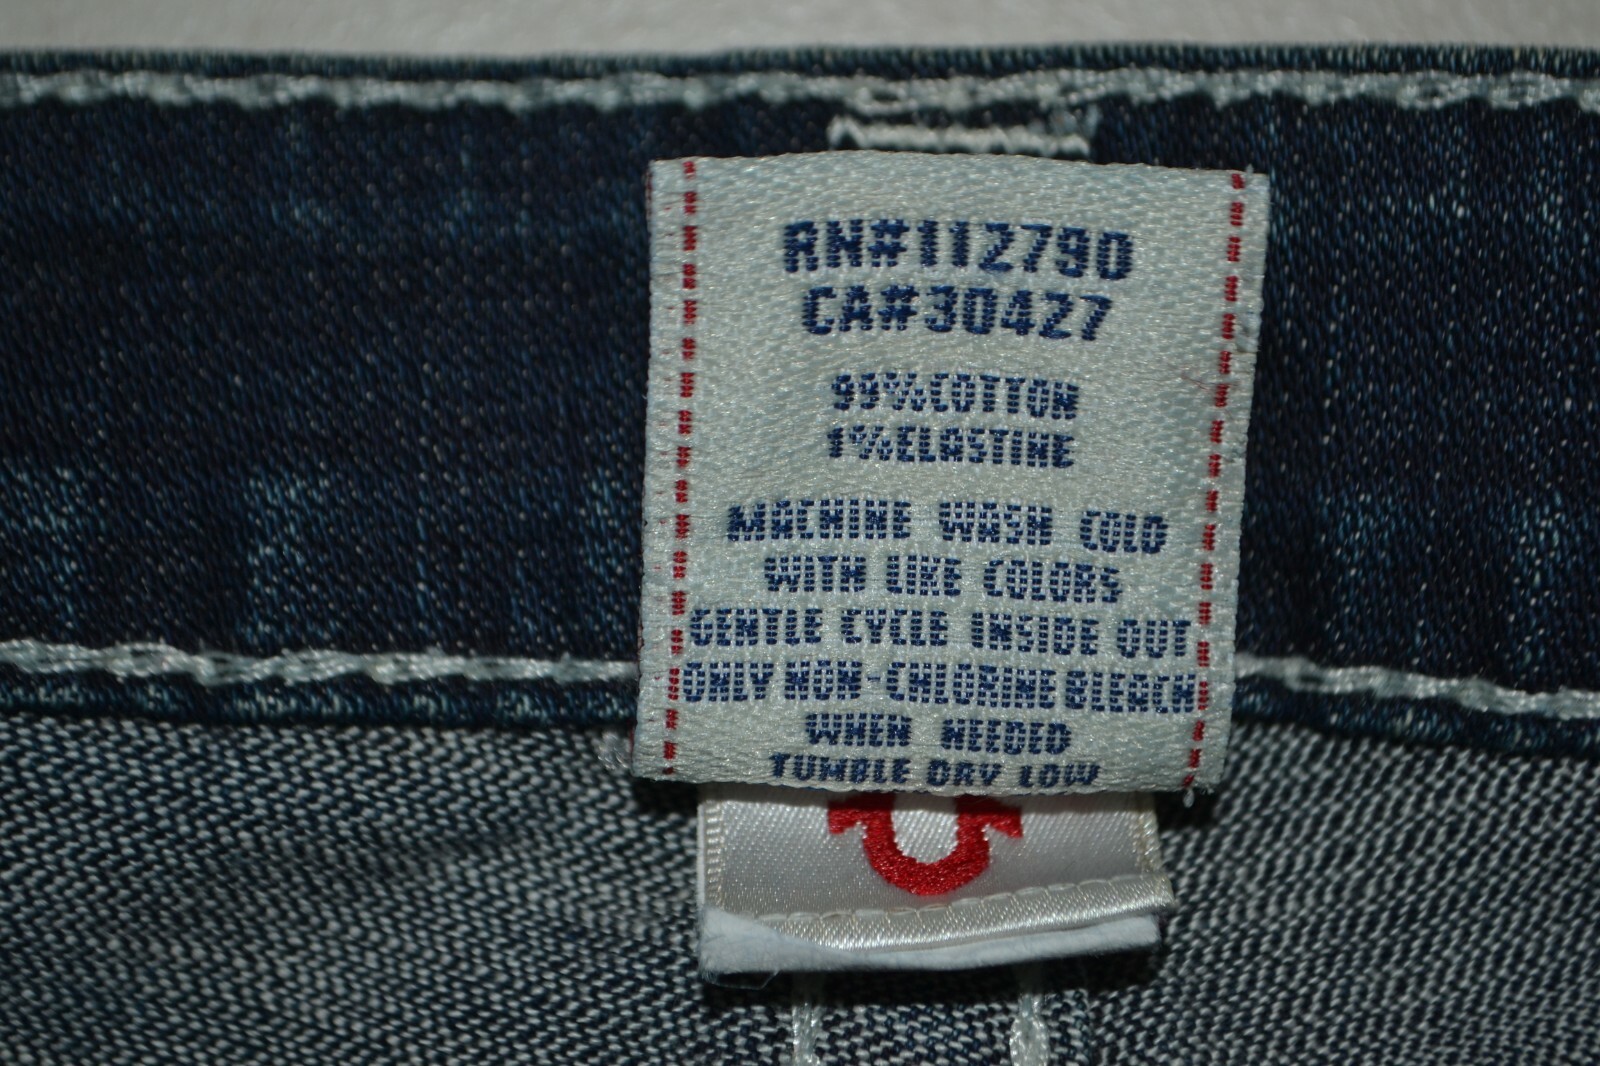 RN#112790
CA#30427
99%COTTON
1%ELASTINE
MACHINE WASH COLD
WITH LIKE COLORS
GENTLE CYCLE INSIDE OUT
ONLY NON-CHLORINE BLEACH
WHEN NEEDED
TUMBLE DRY LOW